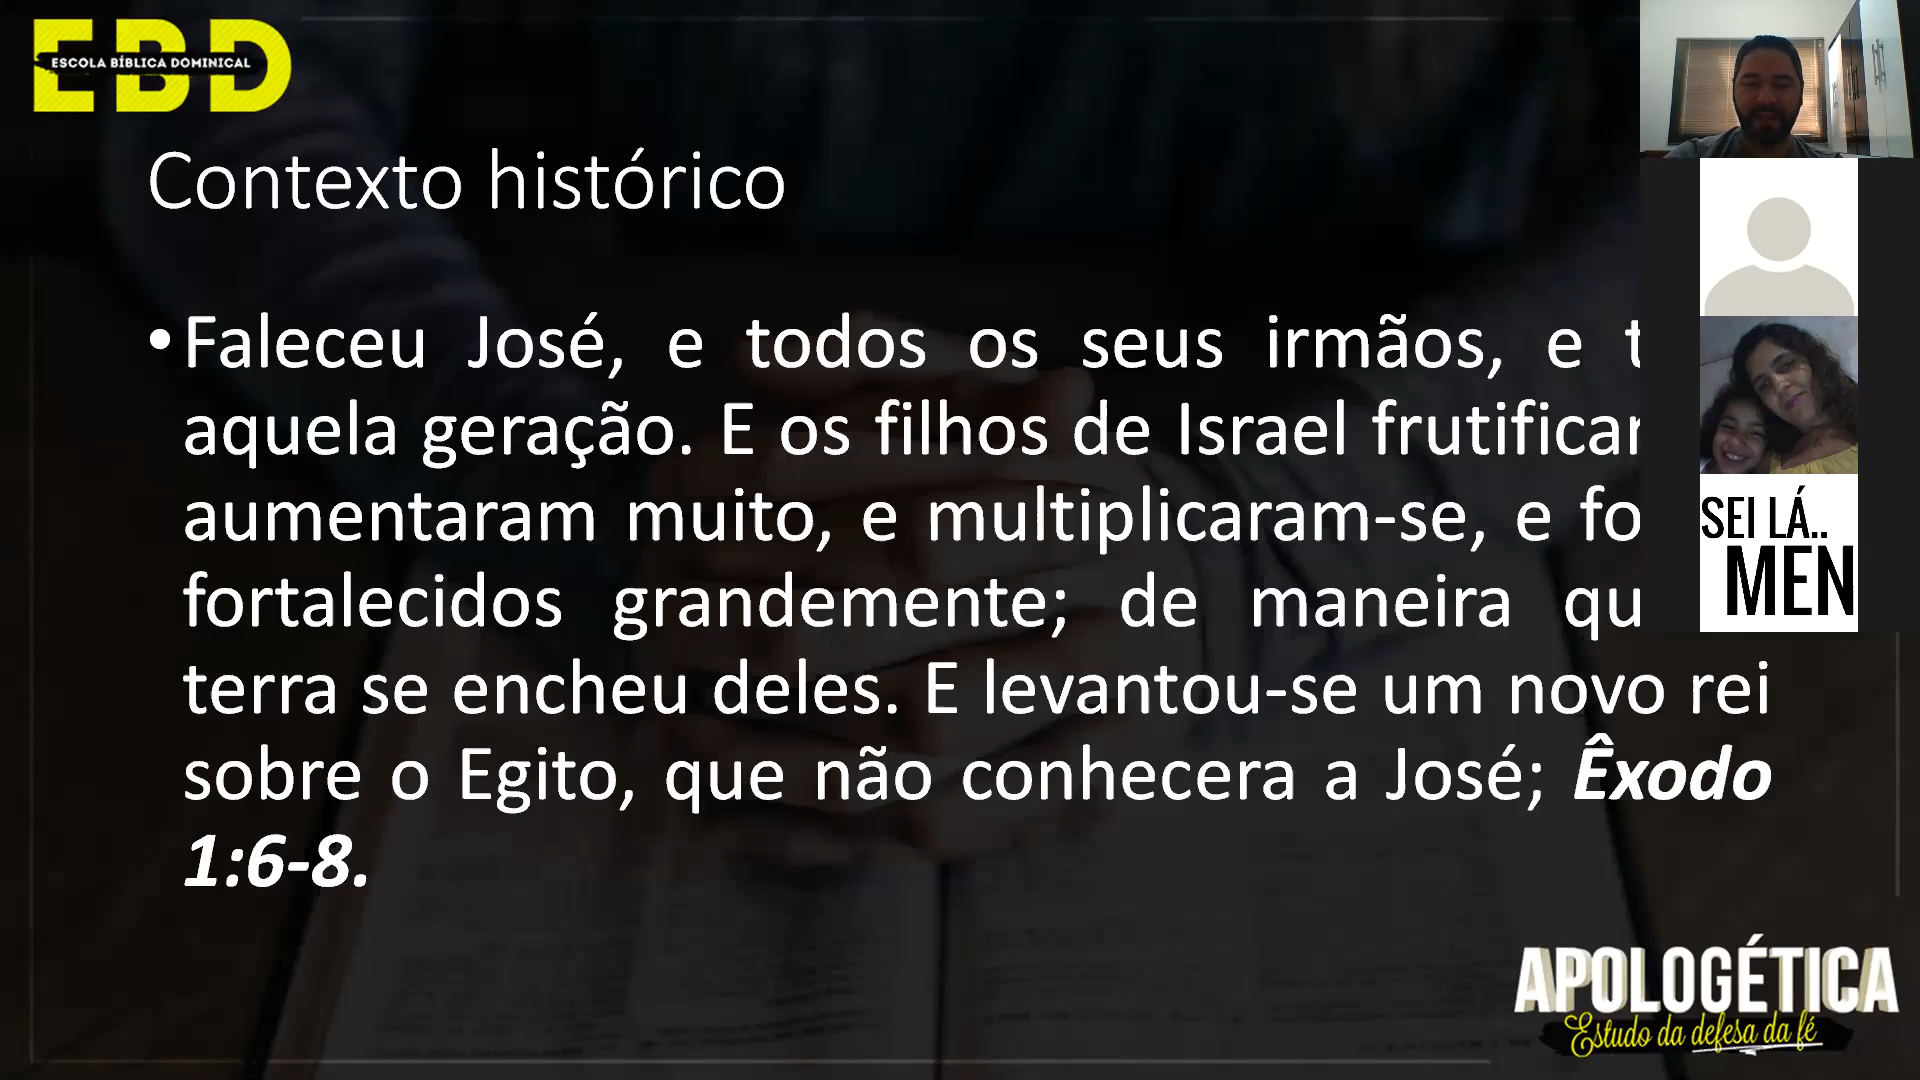 EBD
ESCOLA BÍBLICA DOMINICAL
Contexto histórico
•Faleceu José, e todos os seus irmãos, e
aquela geração. E os filhos de Israel
aumentaram muito, e multiplicaram-se, e
fortalecidos grandemente; de maneira
terra se encheu deles. E levantou-se um novo rei
sobre o Egito, que não conhecera a José; Êxodo
1:6-8.
SEI LÁ..
MEN
APOLOGÉTICA
Estudo da defesa da fé